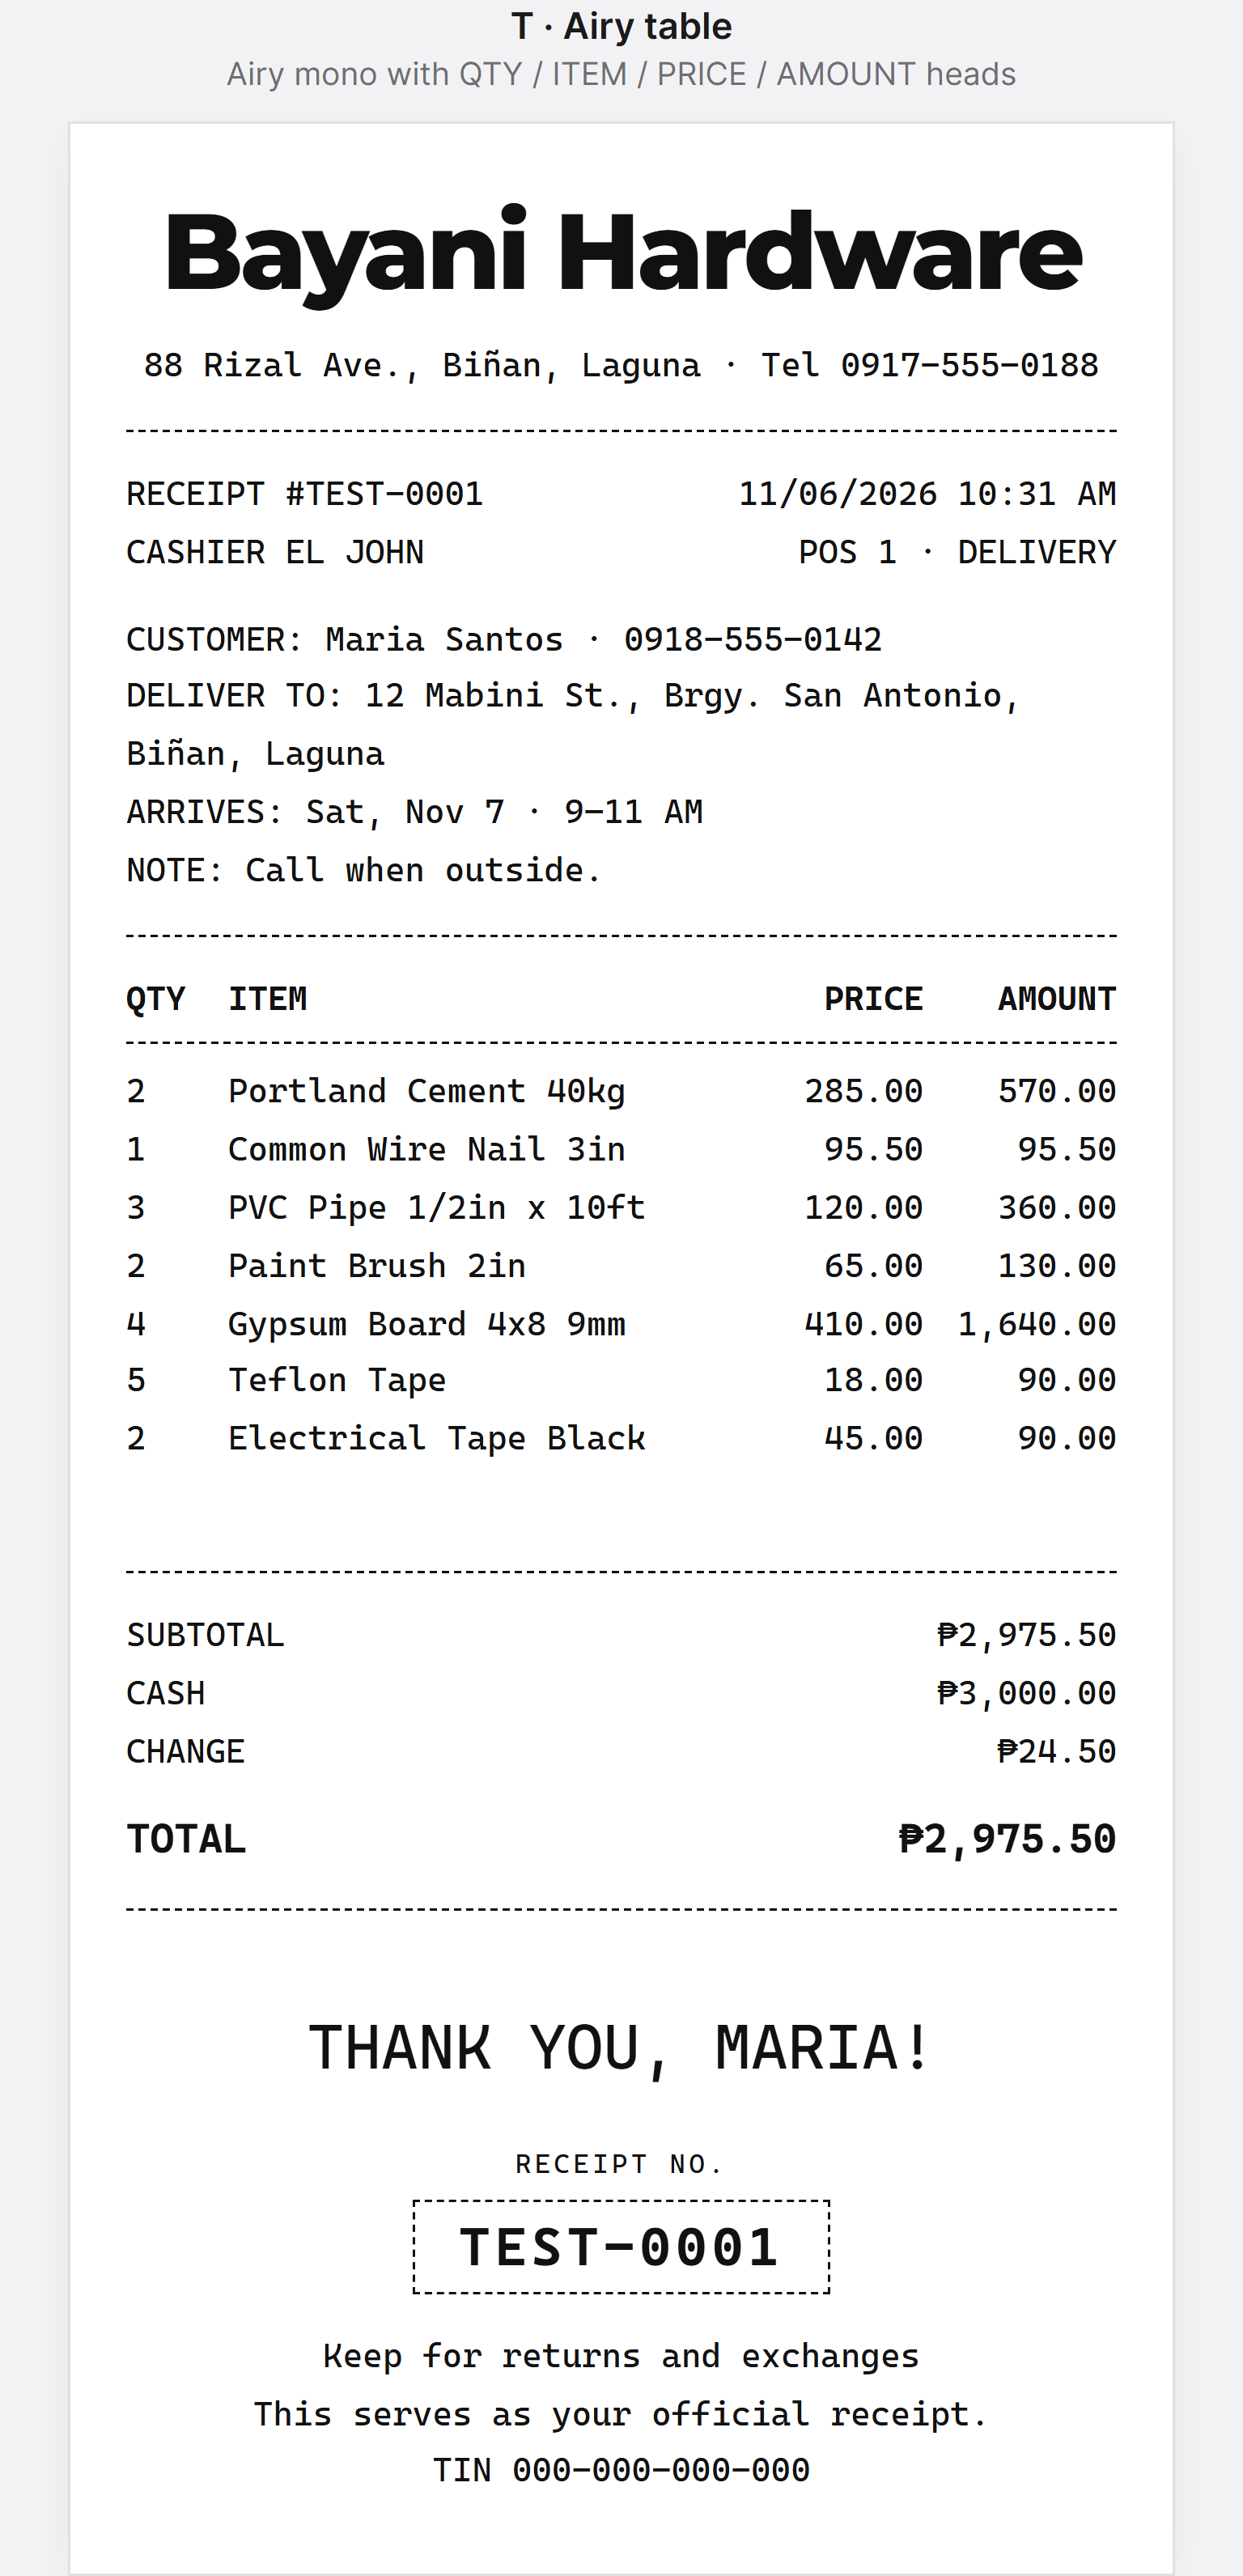 T · Airy table
Airy mono with QTY / ITEM / PRICE / AMOUNT heads
Bayani Hardware
88 Rizal Ave., Biñan, Laguna · Tel 0917-555-0188
RECEIPT #TEST-0001 11/06/2026 10:31 AM
CASHIER EL JOHN POS 1 · DELIVERY
CUSTOMER: Maria Santos · 0918-555-0142
DELIVER TO: 12 Mabini St., Brgy. San Antonio,
Biñan, Laguna
ARRIVES: Sat, Nov 7 · 9-11 AM
NOTE: Call when outside.
QTY ITEM PRICE AMOUNT
2 Portland Cement 40kg 285.00 570.00
1 Common Wire Nail 3in 95.50 95.50
3 PVC Pipe 1/2in x 10ft 120.00 360.00
2 Paint Brush 2in 65.00 130.00
4 Gypsum Board 4x8 9mm 410.00 1,640.00
5 Teflon Tape 18.00 90.00
2 Electrical Tape Black 45.00 90.00
SUBTOTAL ₱2,975.50
CASH ₱3,000.00
CHANGE ₱24.50
TOTAL ₱2,975.50
THANK YOU, MARIA!
RECEIPT NO.
TEST-0001
Keep for returns and exchanges
This serves as your official receipt.
TIN 000-000-000-000